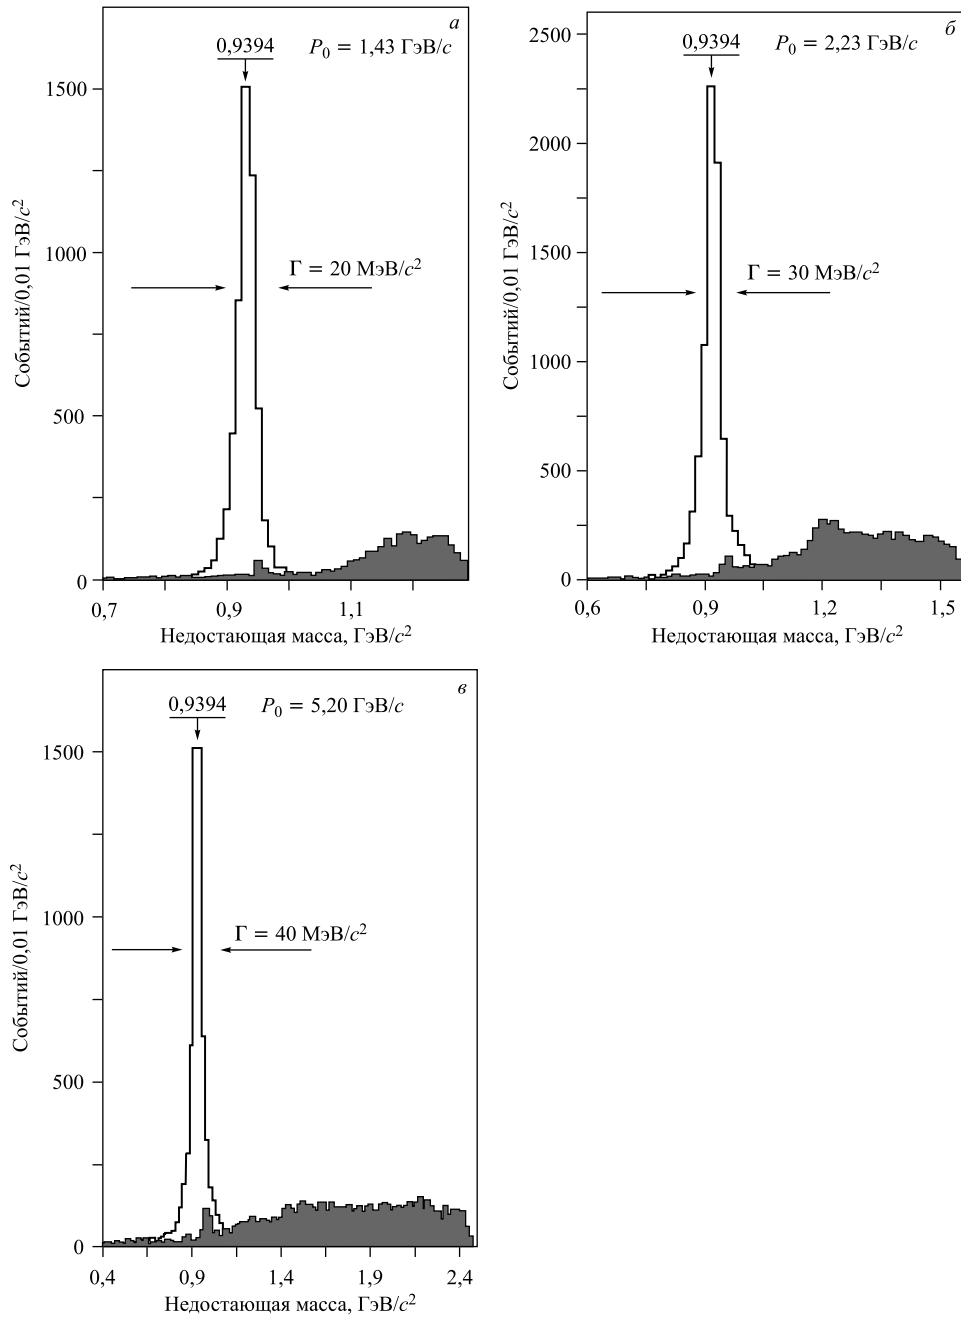 а
0,9394
P₀ = 1,43 ГэВ/c
1500
1000
500
0
Событий/0,01 ГэВ/c²
Γ = 20 МэВ/c²
0,7 0,9 1,1
Недостающая масса, ГэВ/c²
б
0,9394
P₀ = 2,23 ГэВ/c
2500
2000
1500
1000
500
0
Событий/0,01 ГэВ/c²
Γ = 30 МэВ/c²
0,6 0,9 1,2 1,5
Недостающая масса, ГэВ/c²
в
0,9394
P₀ = 5,20 ГэВ/c
1500
1000
500
0
Событий/0,01 ГэВ/c²
Γ = 40 МэВ/c²
0,4 0,9 1,4 1,9 2,4
Недостающая масса, ГэВ/c²